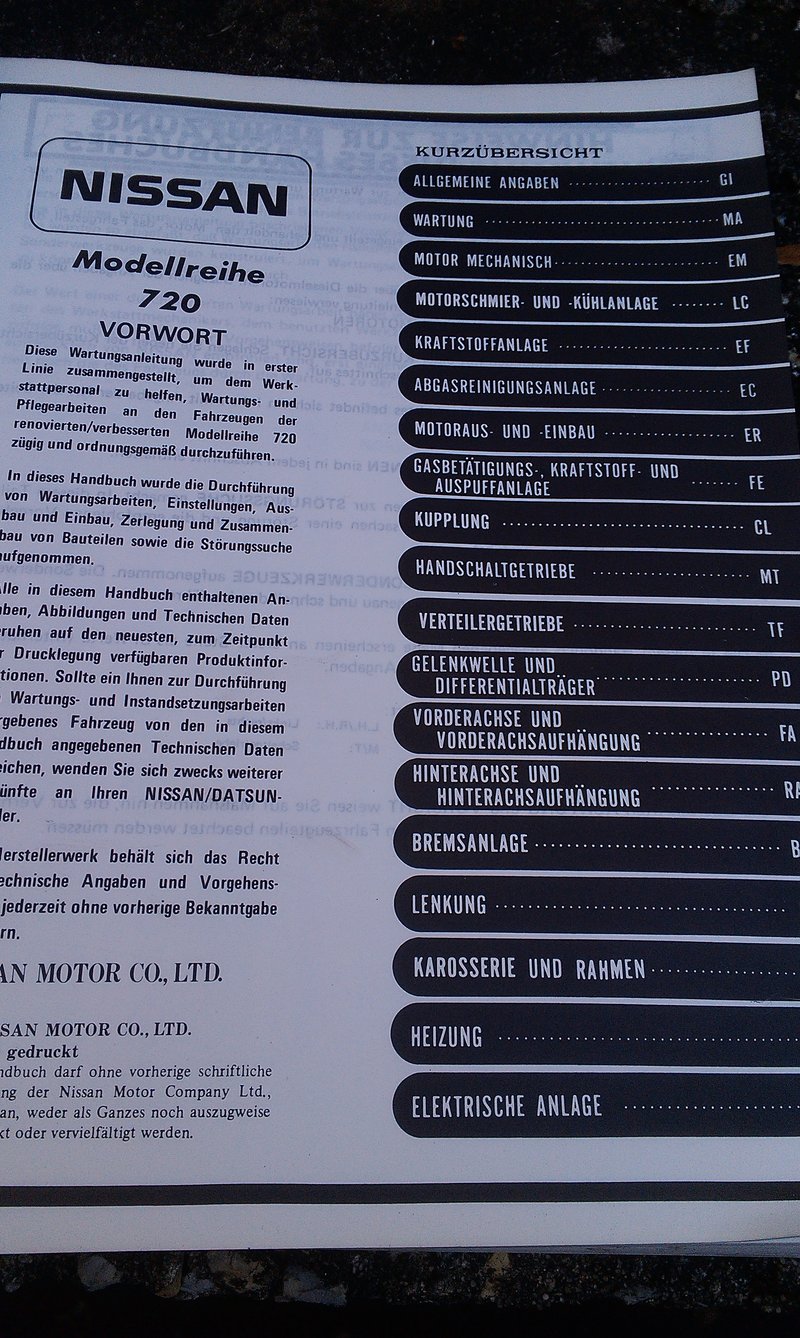 NISSAN
Modellreihe
720
VORWORT
Diese Wartungsanleitung wurde in erster
Linie zusammengestellt, um dem Werk-
stattpersonal zu helfen, Wartungs- und
Pflegearbeiten an den Fahrzeugen der
renovierten/verbesserten Modellreihe 720
zügig und ordnungsgemäß durchzuführen.
In dieses Handbuch wurde die Durchführung
von Wartungsarbeiten, Einstellungen, Aus-
bau und Einbau, Zerlegung und Zusammen-
bau von Bauteilen sowie die Störungssuche
aufgenommen.
lle in diesem Handbuch enthaltenen An-
ben, Abbildungen und Technischen Daten
ruhen auf den neuesten, zum Zeitpunkt
r Drucklegung verfügbaren Produktinfor-
tionen. Sollte ein Ihnen zur Durchführung
Wartungs- und Instandsetzungsarbeiten
rgebenes Fahrzeug von den in diesem
dbuch angegebenen Technischen Daten
eichen, wenden Sie sich zwecks weiterer
ünfte an Ihren NISSAN/DATSUN-
ler.
erstellerwerk behält sich das Recht
echnische Angaben und Vorgehens-
jederzeit ohne vorherige Bekanntgabe
rn.
AN MOTOR CO., LTD.
SAN MOTOR CO., LTD.
gedruckt
ndbuch darf ohne vorherige schriftliche
ng der Nissan Motor Company Ltd.,
an, weder als Ganzes noch auszugweise
kt oder vervielfältigt werden.
KURZÜBERSICHT
ALLGEMEINE ANGABEN GI
WARTUNG MA
MOTOR MECHANISCH EM
MOTORSCHMIER- UND -KÜHLANLAGE LC
KRAFTSTOFFANLAGE EF
ABGASREINIGUNGSANLAGE EC
MOTORAUS- UND -EINBAU ER
GASBETÄTIGUNGS-, KRAFTSTOFF- UND
AUSPUFFANLAGE FE
KUPPLUNG CL
HANDSCHALTGETRIEBE MT
VERTEILERGETRIEBE TF
GELENKWELLE UND
DIFFERENTIALTRÄGER PD
VORDERACHSE UND
VORDERACHSAUFHÄNGUNG FA
HINTERACHSE UND
HINTERACHSAUFHÄNGUNG RA
BREMSANLAGE B
LENKUNG
KAROSSERIE UND RAHMEN
HEIZUNG
ELEKTRISCHE ANLAGE